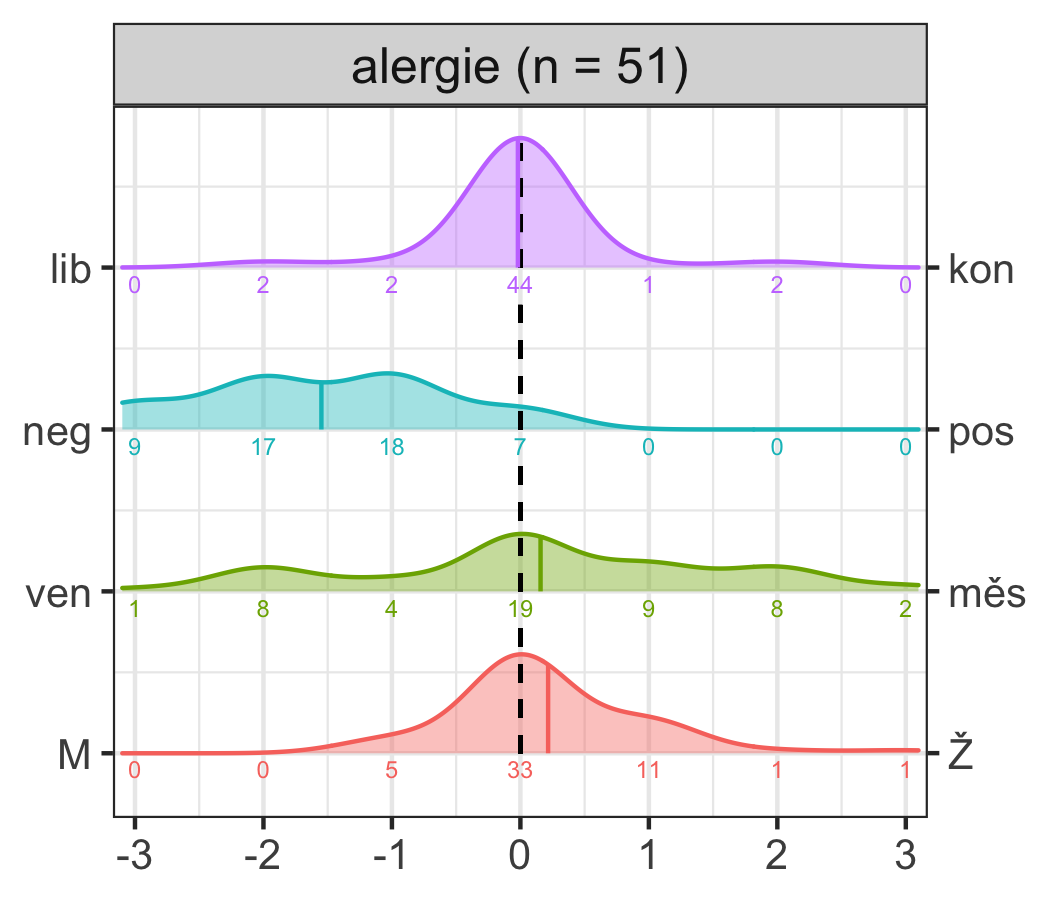 alergie (n = 51)
lib kon
0 2 2 44 1 2 0
neg pos
9 17 18 7 0 0 0
ven měs
1 8 4 19 9 8 2
M Ž
0 0 5 33 11 1 1
-3 -2 -1 0 1 2 3